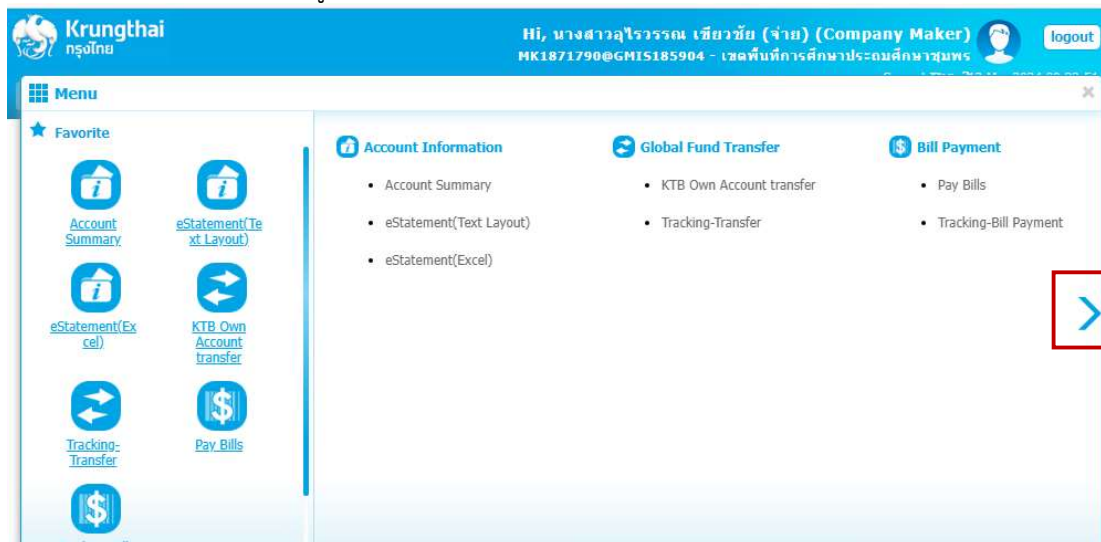 Krungthai
กรุงไทย
Hi, นางสาวอุไรวรรณ เขียวชัย (จ่าย) (Company Maker)
MK1871790@GMIS185904 - เขตพื้นที่การศึกษาประถมศึกษาชุมพร
logout
Menu
Favorite
Account
Summary
eStatement(Te
xt Layout)
eStatement(Ex
cel)
KTB Own
Account
transfer
Tracking-
Transfer
Pay Bills
Account Information
Account Summary
eStatement(Text Layout)
eStatement(Excel)
Global Fund Transfer
KTB Own Account transfer
Tracking-Transfer
Bill Payment
Pay Bills
Tracking-Bill Payment